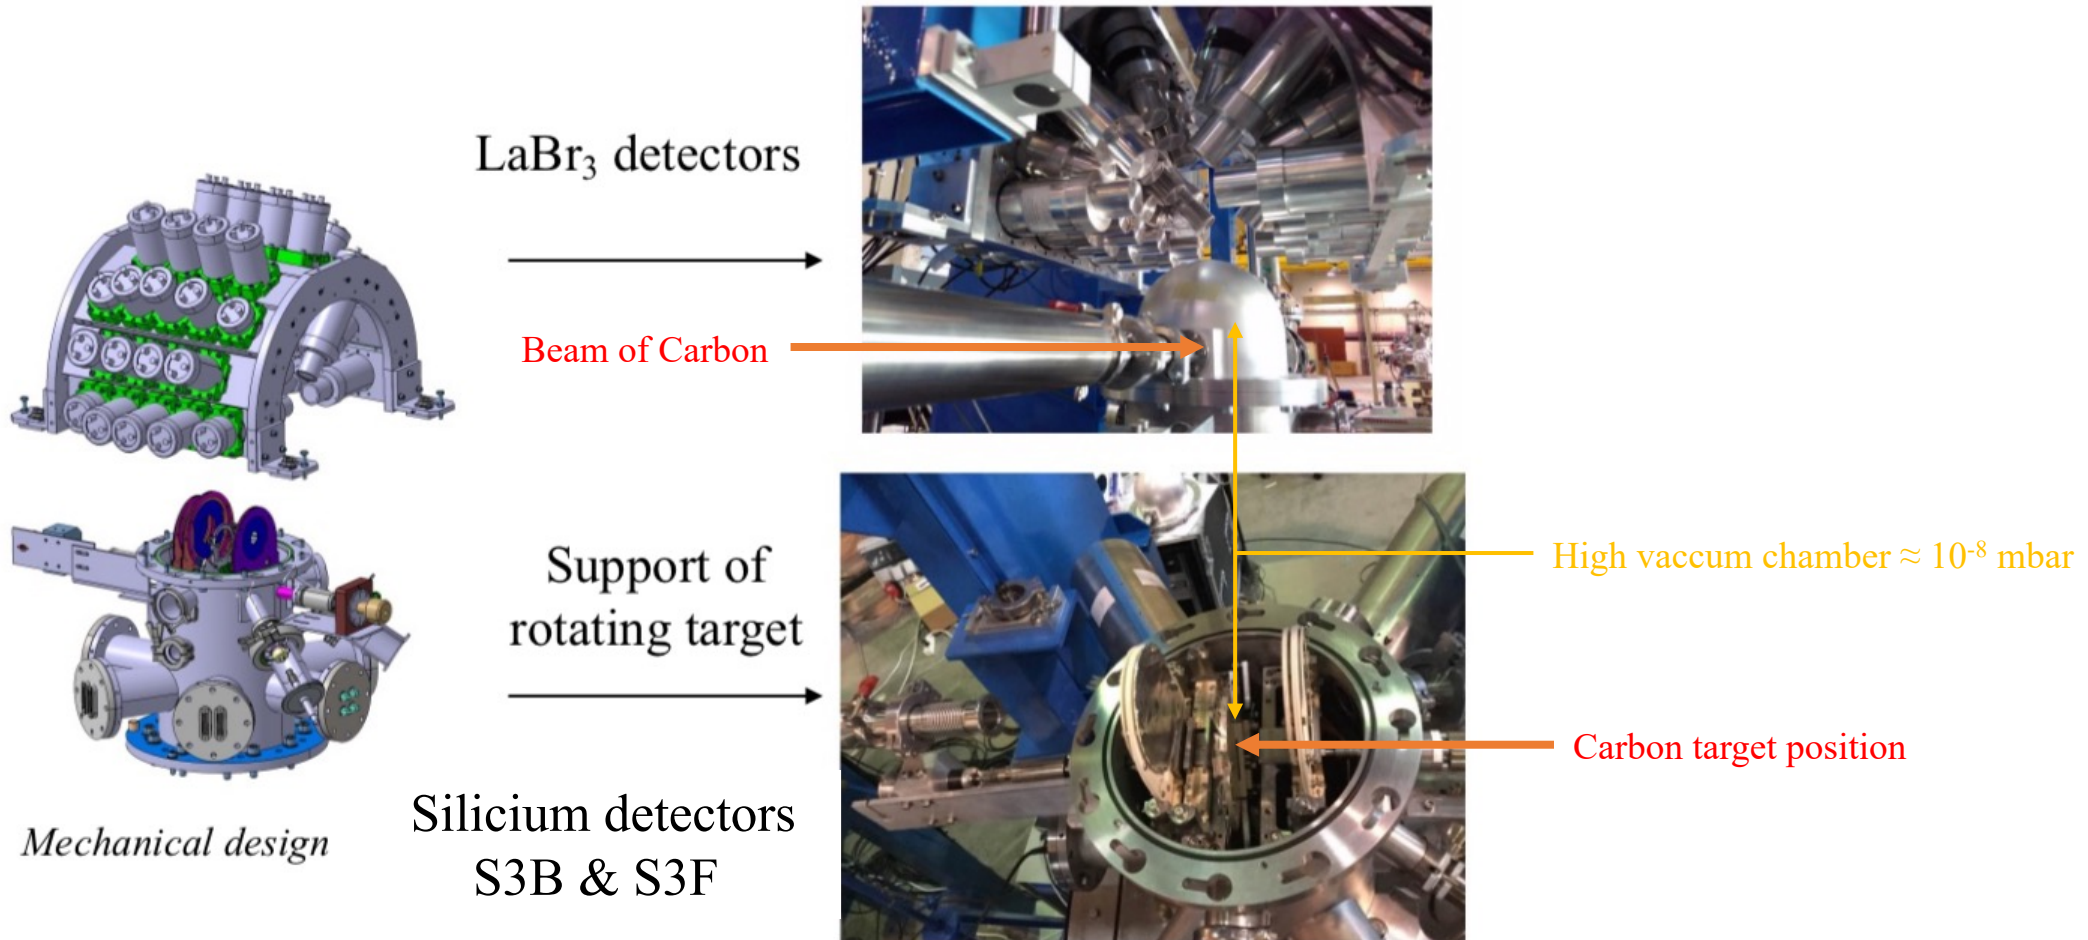 LaBr₃ detectors
Beam of Carbon
Support of
rotating target
High vaccum chamber ≈ 10⁻⁸ mbar
Carbon target position
Silicium detectors
S3B & S3F
Mechanical design